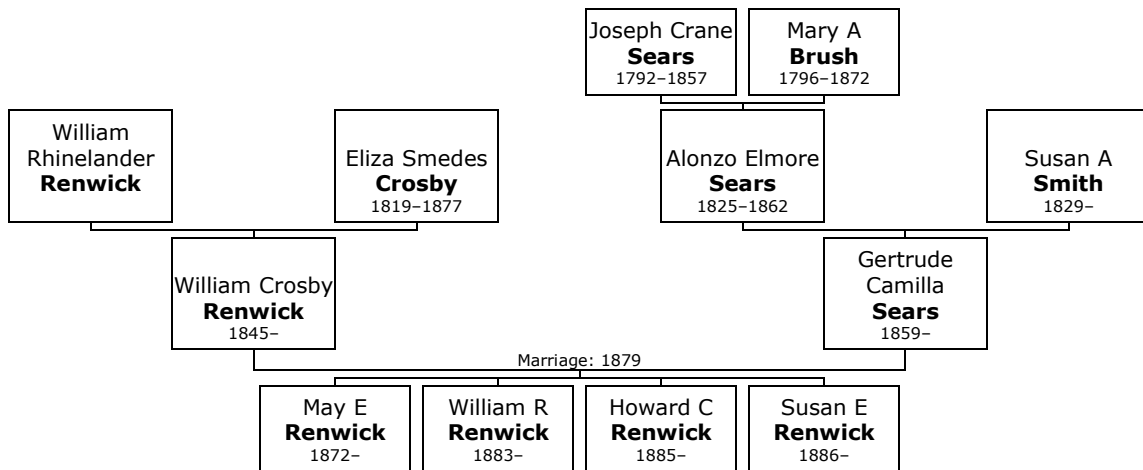 Joseph Crane
Sears
1792–1857
Mary A
Brush
1796–1872
William
Rhinelander
Renwick
Eliza Smedes
Crosby
1819–1877
Alonzo Elmore
Sears
1825–1862
Susan A
Smith
1829–
William Crosby
Renwick
1845–
Gertrude
Camilla
Sears
1859–
Marriage: 1879
May E
Renwick
1872–
William R
Renwick
1883–
Howard C
Renwick
1885–
Susan E
Renwick
1886–